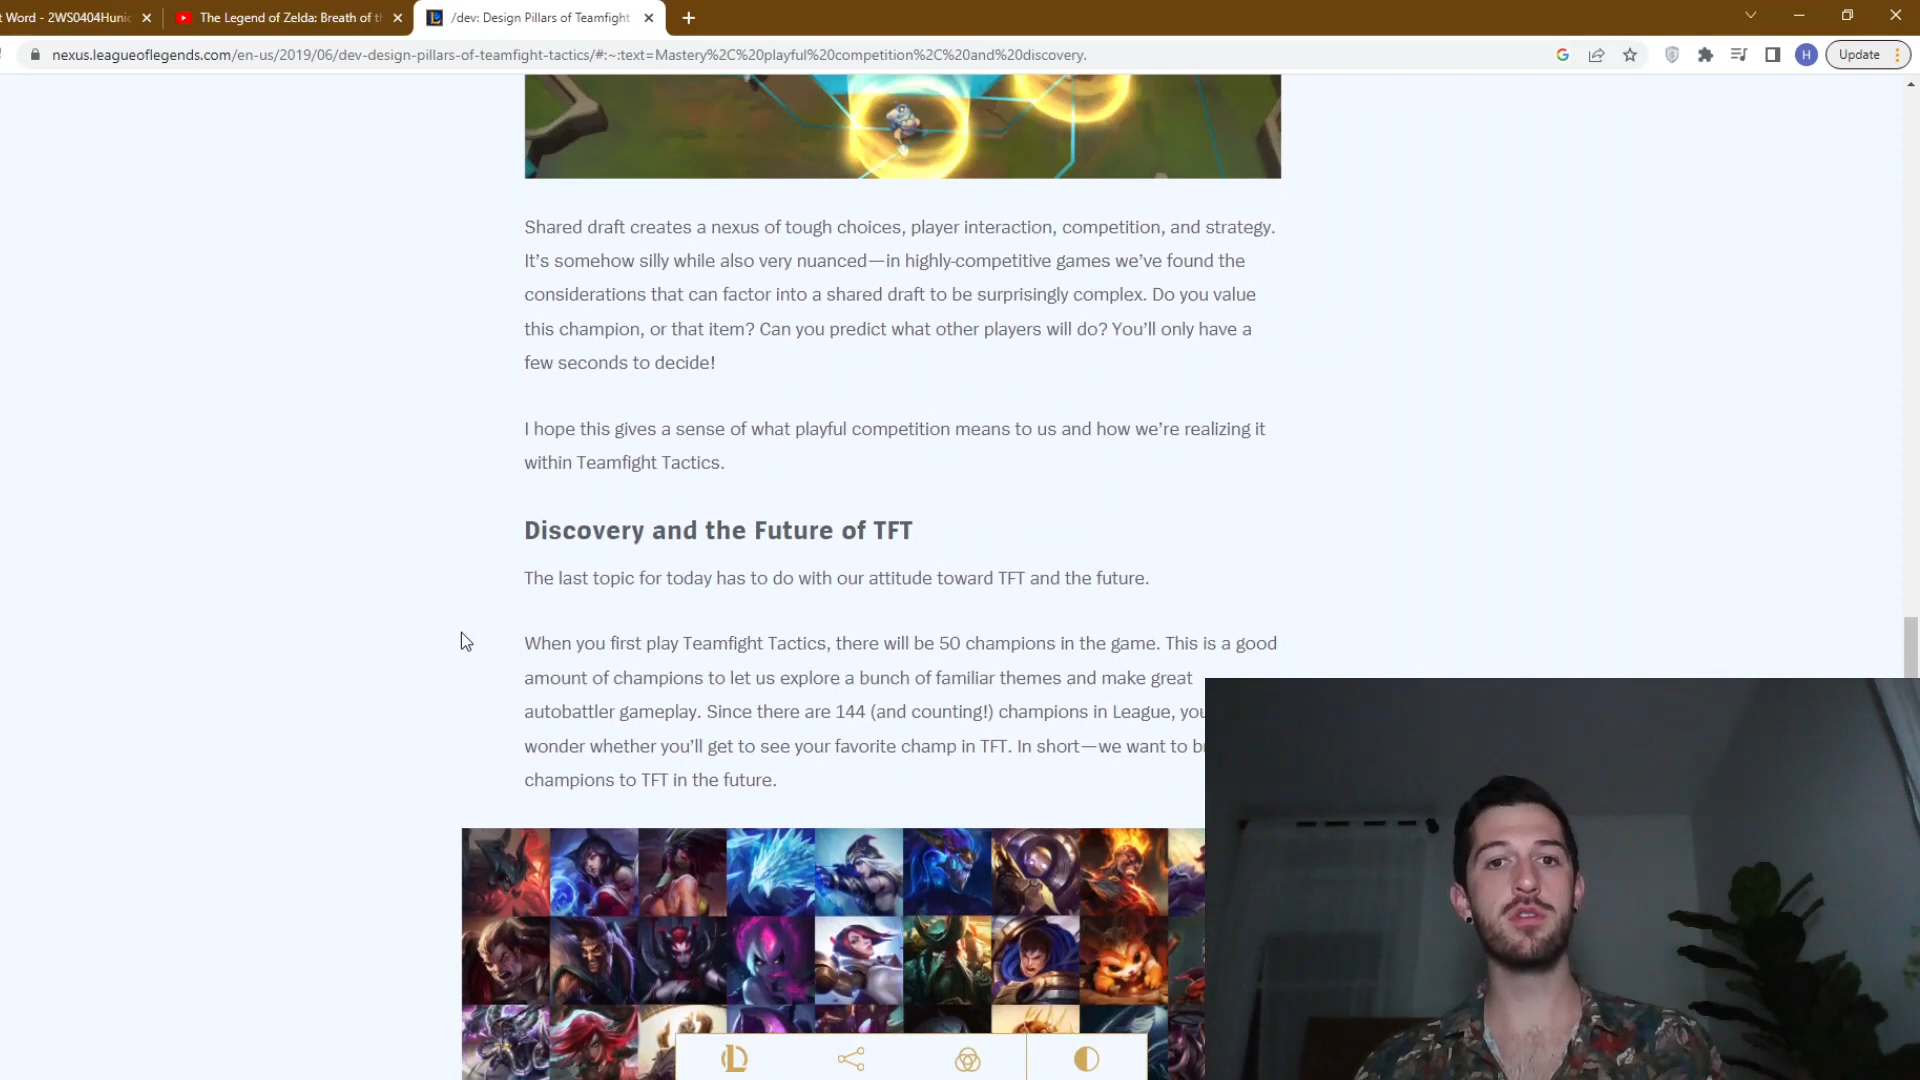 t Word - 2WS0404Hunic
The Legend of Zelda: Breath of t
/dev: Design Pillars of Teamfight
nexus.leagueoflegends.com/en-us/2019/06/dev-design-pillars-of-teamfight-tactics/#:~:text=Mastery%2C%20playful%20competition%2C%20and%20discovery.
H
Update
Shared draft creates a nexus of tough choices, player interaction, competition, and strategy.
It’s somehow silly while also very nuanced—in highly-competitive games we’ve found the
considerations that can factor into a shared draft to be surprisingly complex. Do you value
this champion, or that item? Can you predict what other players will do? You’ll only have a
few seconds to decide!
I hope this gives a sense of what playful competition means to us and how we’re realizing it
within Teamfight Tactics.
Discovery and the Future of TFT
The last topic for today has to do with our attitude toward TFT and the future.
When you first play Teamfight Tactics, there will be 50 champions in the game. This is a good
amount of champions to let us explore a bunch of familiar themes and make great
autobattler gameplay. Since there are 144 (and counting!) champions in League, you
wonder whether you’ll get to see your favorite champ in TFT. In short—we want to b
champions to TFT in the future.